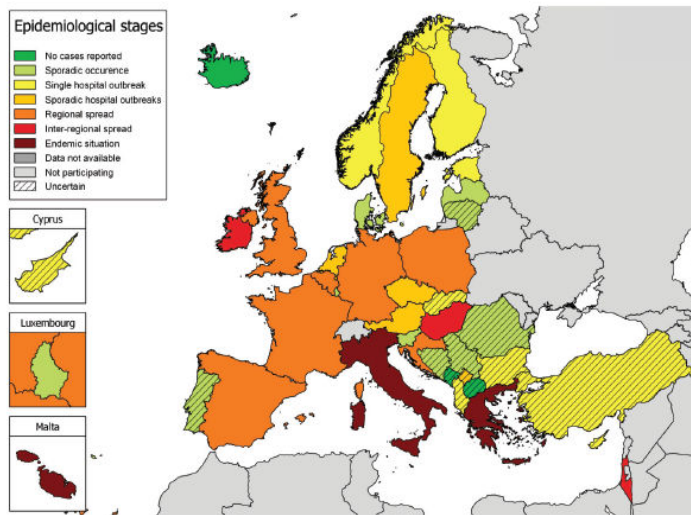 Epidemiological stages
No cases reported
Sporadic occurence
Single hospital outbreak
Sporadic hospital outbreaks
Regional spread
Inter-regional spread
Endemic situation
Data not available
Not participating
Uncertain
Cyprus
Luxembourg
Malta